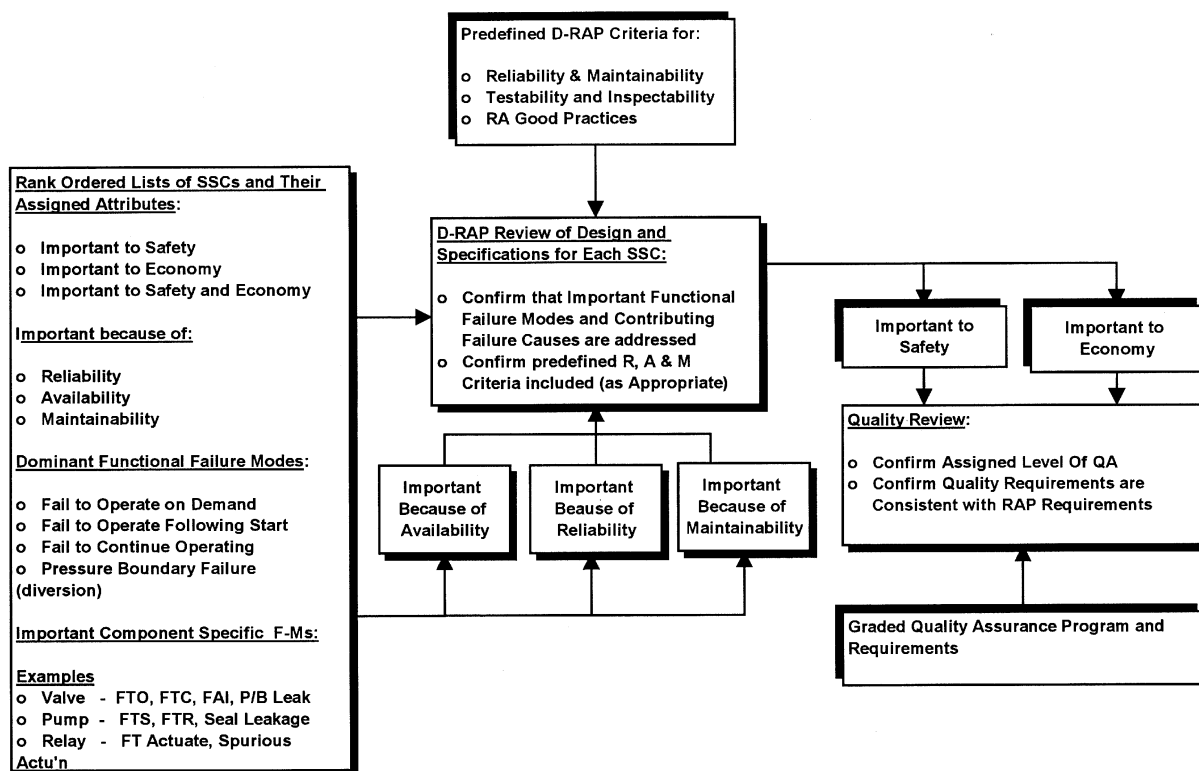 Predefined D-RAP Criteria for:
o Reliability & Maintainability
o Testability and Inspectability
o RA Good Practices
Rank Ordered Lists of SSCs and Their
Assigned Attributes:
o Important to Safety
o Important to Economy
o Important to Safety and Economy
Important because of:
o Reliability
o Availability
o Maintainability
Dominant Functional Failure Modes:
o Fail to Operate on Demand
o Fail to Operate Following Start
o Fail to Continue Operating
o Pressure Boundary Failure
(diversion)
Important Component Specific F-Ms:
Examples
o Valve - FTO, FTC, FAI, P/B Leak
o Pump - FTS, FTR, Seal Leakage
o Relay - FT Actuate, Spurious
Actu'n
D-RAP Review of Design and
Specifications for Each SSC:
o Confirm that Important Functional
Failure Modes and Contributing
Failure Causes are addressed
o Confirm predefined R, A & M
Criteria included (as Appropriate)
Important
Because of
Availability
Important
Beause of
Reliability
Important
Because of
Maintainability
Important to
Safety
Important to
Economy
Quality Review:
o Confirm Assigned Level Of QA
o Confirm Quality Requirements are
Consistent with RAP Requirements
Graded Quality Assurance Program and
Requirements